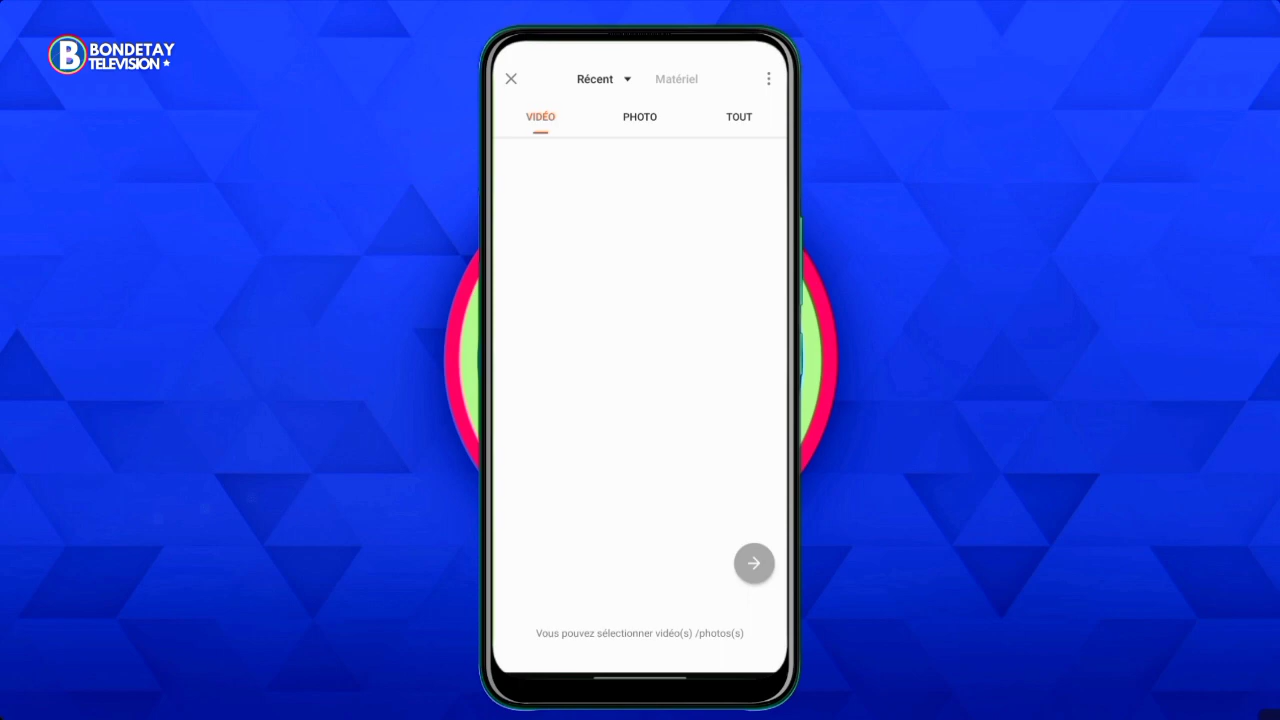 BONDETAY
TELEVISION
Récent Matériel
VIDÉO PHOTO TOUT
Vous pouvez sélectionner vidéo(s) /photos(s)